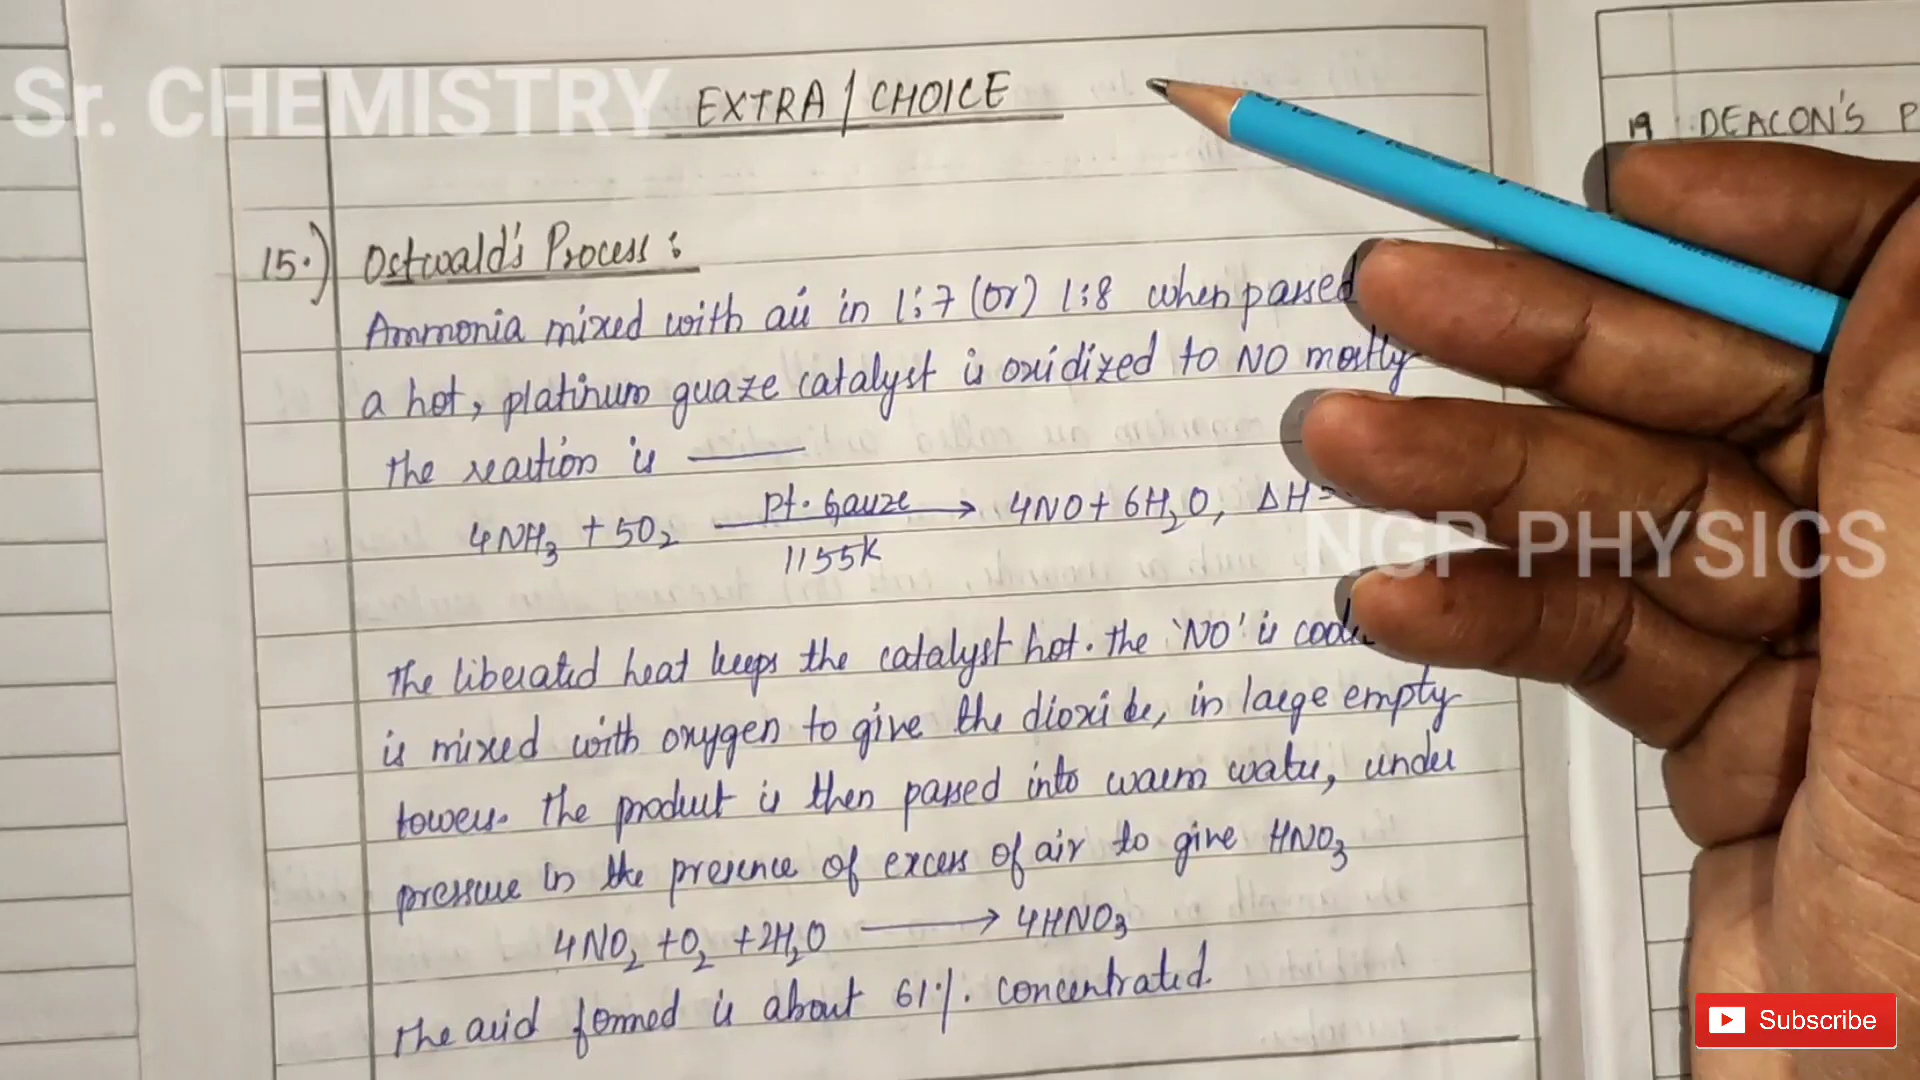 Sr. CHEMISTRY
EXTRA / CHOICE
19 DEACON'S P
15.) Ostwald's Process :
Ammonia mixed with air in 1:7 (or) 1:8 when passed
a hot, platinum guaze catalyst is oxidized to NO mostly
the reaction is —
4NH₃ + 5O₂ Pt. Gauze → 4NO + 6H₂O, ΔH =
1155K
NGP PHYSICS
The liberated heat keeps the catalyst hot. the 'NO' is
is mixed with oxygen to give the dioxide, in large empty
towers. The product is then passed into warm water, under
pressure in the presence of excess of air to give HNO₃
4NO₂ + O₂ + 2H₂O → 4HNO₃
The acid formed is about 61%. concentrated.
Subscribe